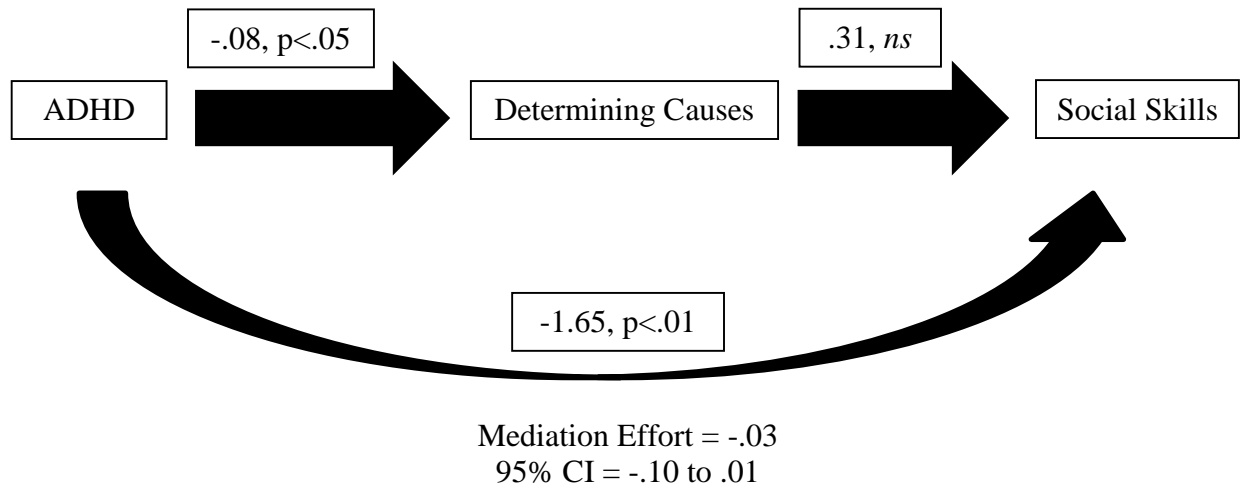 -.08, p<.05
.31, ns
ADHD
Determining Causes
Social Skills
-1.65, p<.01
Mediation Effort = -.03
95% CI = -.10 to .01